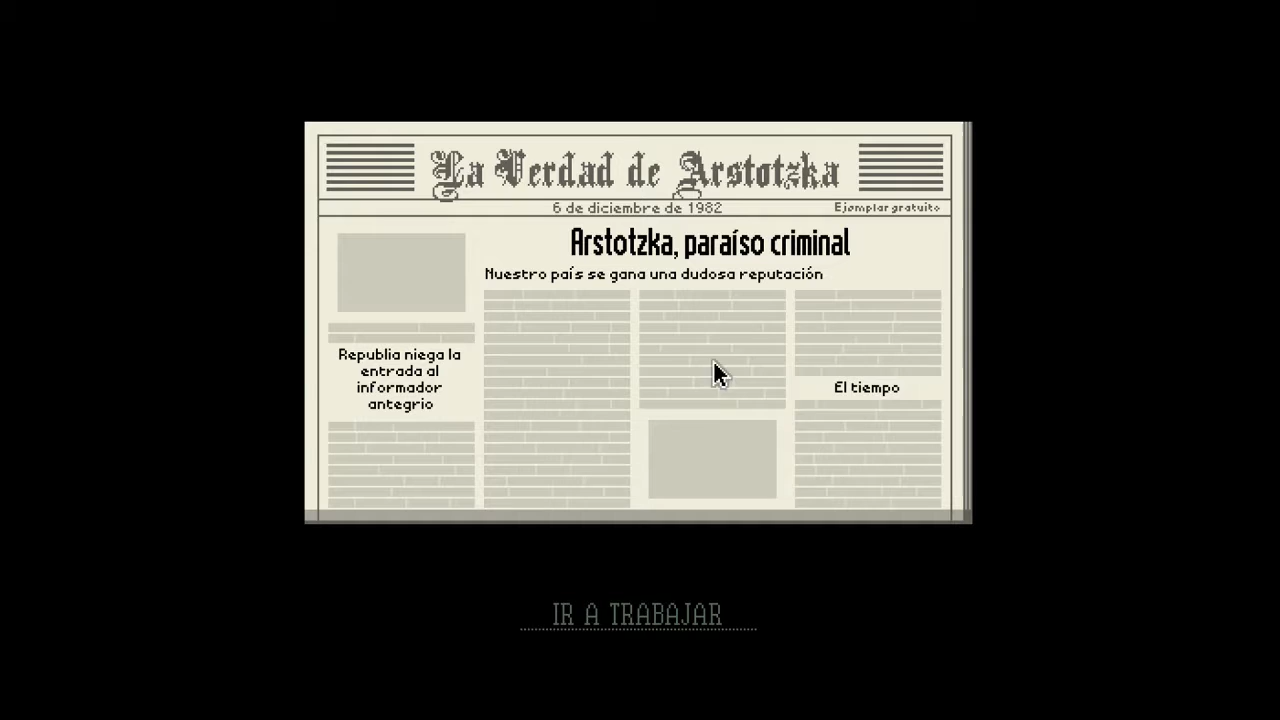 La Verdad de Arstotzka
6 de diciembre de 1982
Ejemplar gratuito
Arstotzka, paraíso criminal
Nuestro país se gana una dudosa reputación
Republia niega la
entrada al
informador
antegrio
El tiempo
IR A TRABAJAR